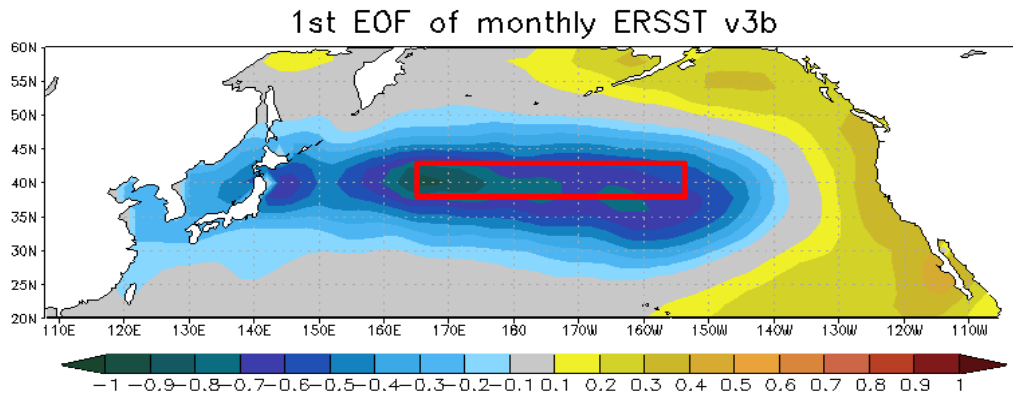 1st EOF of monthly ERSST v3b
60N
55N
50N
45N
40N
35N
30N
25N
20N
110E 120E 130E 140E 150E 160E 170E 180 170W 160W 150W 140W 130W 120W 110W
-1 -0.9 -0.8 -0.7 -0.6 -0.5 -0.4 -0.3 -0.2 -0.1 0.1 0.2 0.3 0.4 0.5 0.6 0.7 0.8 0.9 1